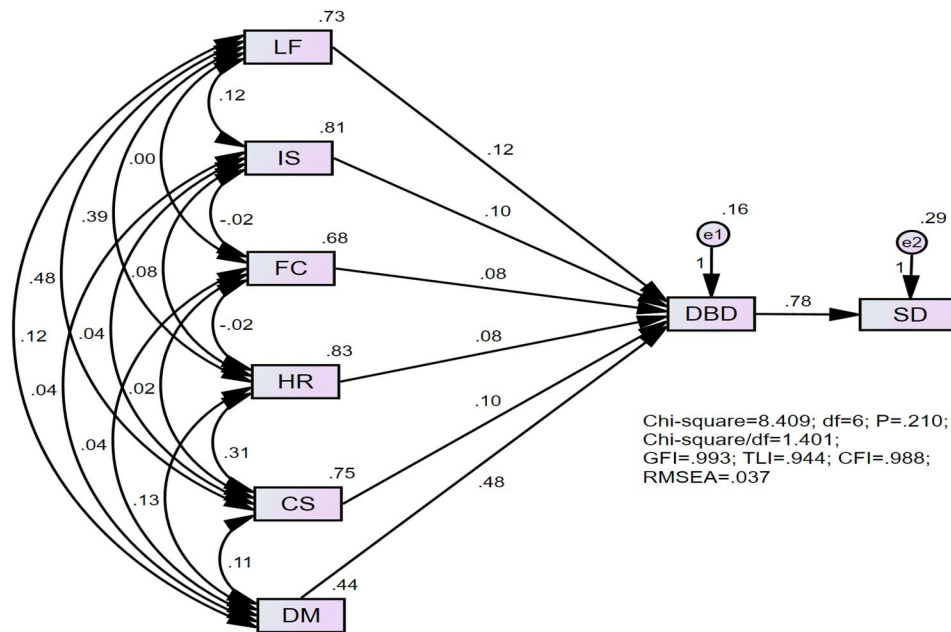 .73
LF
.12
.81
IS
.00
.12
-.02
.16
.29
e1
e2
.39
.68
FC
.10
1
1
.48
.08
.08
DBD
.78
SD
.12
.04
-.02
.83
HR
.08
.04
.02
.10
Chi-square=8.409; df=6; P=.210;
Chi-square/df=1.401;
GFI=.993; TLI=.944; CFI=.988;
RMSEA=.037
.04
.31
.75
CS
.48
.13
.11
.44
DM